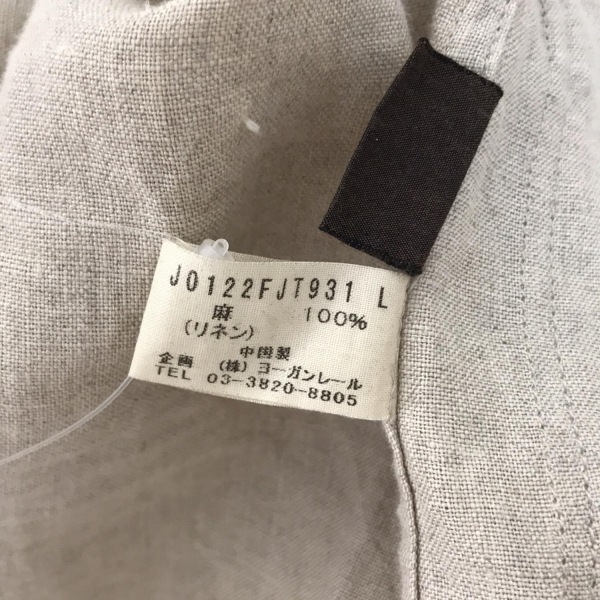 J0122FJT931 L
麻 100%
(リネン)
中国製
企画 (株) ヨーガンレール
TEL 03-3820-8805